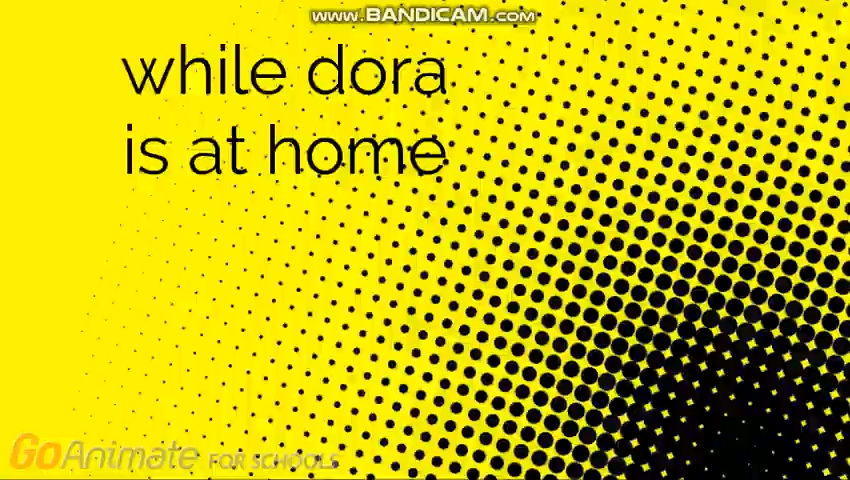 www.BANDICAM.com
while dora
is at home
GoAnimate FOR SCHOOLS